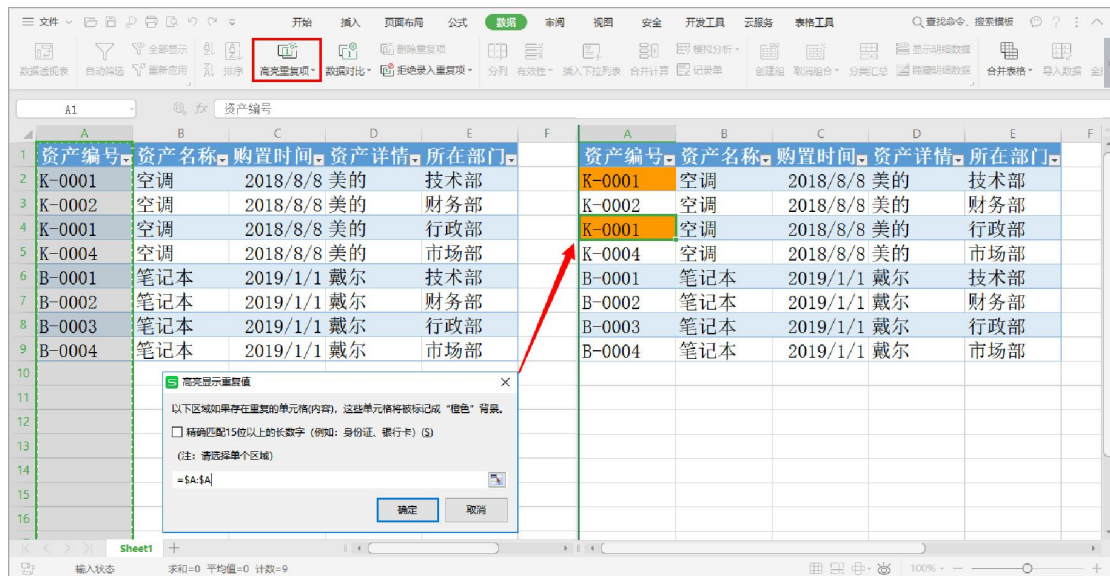 三 文件 开始 插入 页面布局 公式 数据 审阅 视图 安全 开发工具 云服务 表格工具 查找命令、搜索模板
全部显示 删除重复项 模拟分析 显示明细数据
数据透视表 自动筛选 重新应用 排序 高亮重复项 数据对比 拒绝录入重复项 分列 有效性 插入下拉列表 合并计算 记录单 创建组 取消组合 分类汇总 隐藏明细数据 合并表格 导入数据
A1 fx 资产编号
A B C D E F A B C D E F
1 资产编号 资产名称 购置时间 资产详情 所在部门 资产编号 资产名称 购置时间 资产详情 所在部门
2 K-0001 空调 2018/8/8 美的 技术部 K-0001 空调 2018/8/8 美的 技术部
3 K-0002 空调 2018/8/8 美的 财务部 K-0002 空调 2018/8/8 美的 财务部
4 K-0001 空调 2018/8/8 美的 行政部 K-0001 空调 2018/8/8 美的 行政部
5 K-0004 空调 2018/8/8 美的 市场部 K-0004 空调 2018/8/8 美的 市场部
6 B-0001 笔记本 2019/1/1 戴尔 技术部 B-0001 笔记本 2019/1/1 戴尔 技术部
7 B-0002 笔记本 2019/1/1 戴尔 财务部 B-0002 笔记本 2019/1/1 戴尔 财务部
8 B-0003 笔记本 2019/1/1 戴尔 行政部 B-0003 笔记本 2019/1/1 戴尔 行政部
9 B-0004 笔记本 2019/1/1 戴尔 市场部 B-0004 笔记本 2019/1/1 戴尔 市场部
10
高亮显示重复值
11
以下区域如果存在重复的单元格(内容)，这些单元格将被标记成“橙色”背景。
12
精确匹配15位以上的长数字（例如：身份证、银行卡）(S)
13
(注：请选择单个区域)
14
=$A:$A
15
确定 取消
16
Sheet1
输入状态 求和=0 平均值=0 计数=9 100%